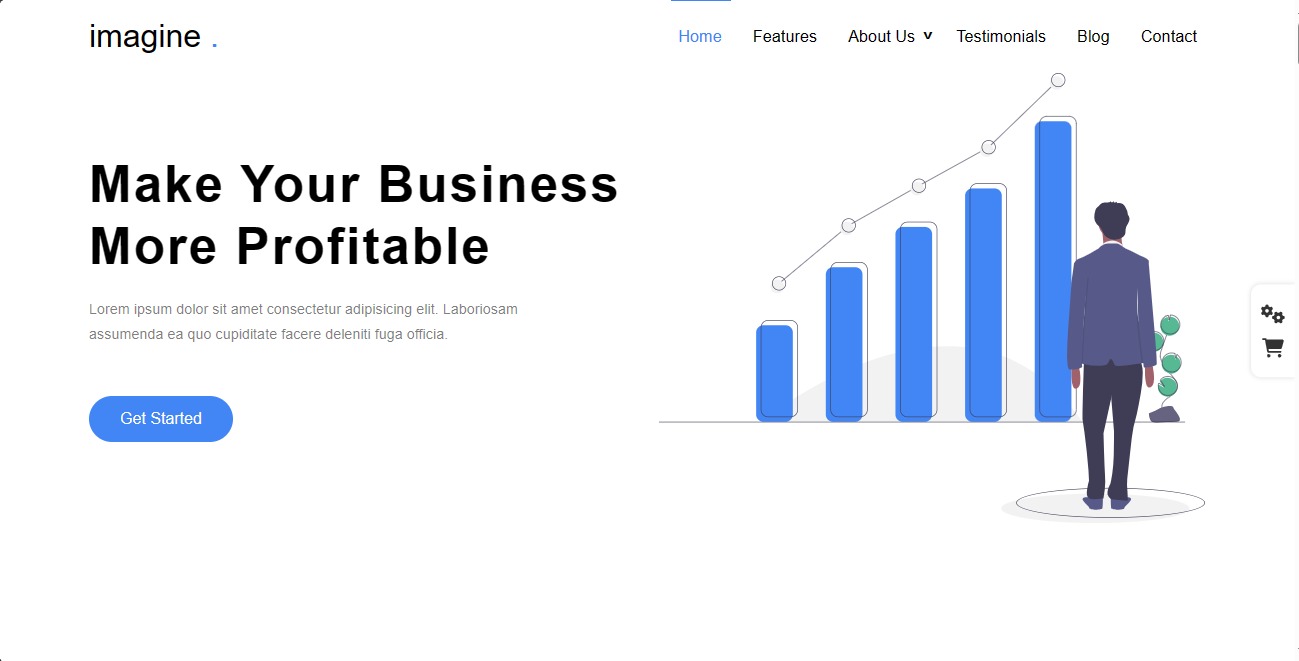 imagine .
Home Features About Us v Testimonials Blog Contact
Make Your Business
More Profitable
Lorem ipsum dolor sit amet consectetur adipisicing elit. Laboriosam
assumenda ea quo cupiditate facere deleniti fuga officia.
Get Started